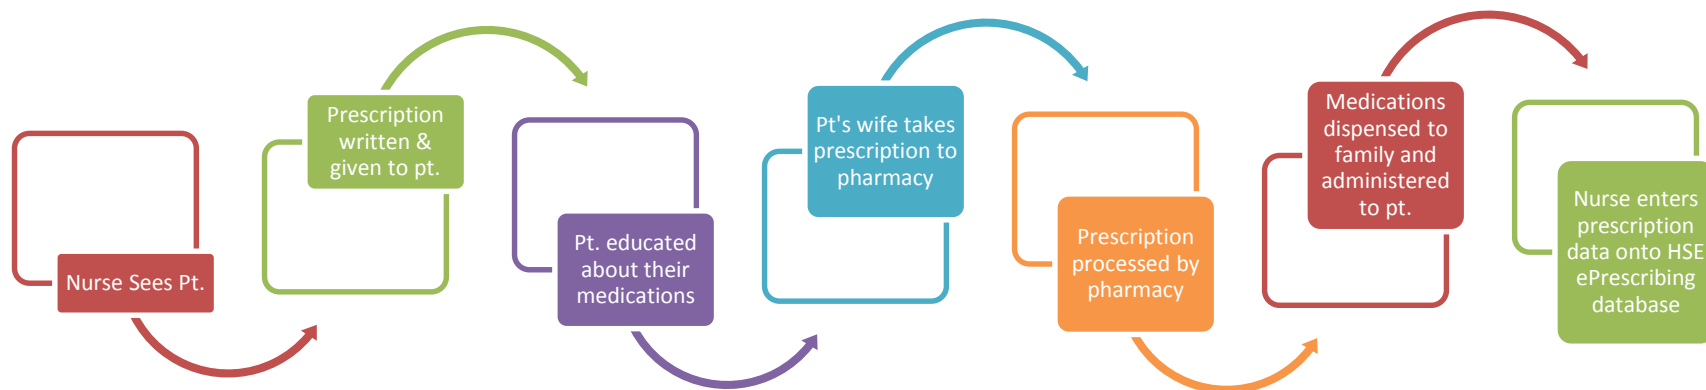 Nurse Sees Pt.
Prescription
written &
given to pt.
Pt. educated
about their
medications
Pt's wife takes
prescription to
pharmacy
Prescription
processed by
pharmacy
Medications
dispensed to
family and
administered
to pt.
Nurse enters
prescription
data onto HSE
ePrescribing
database